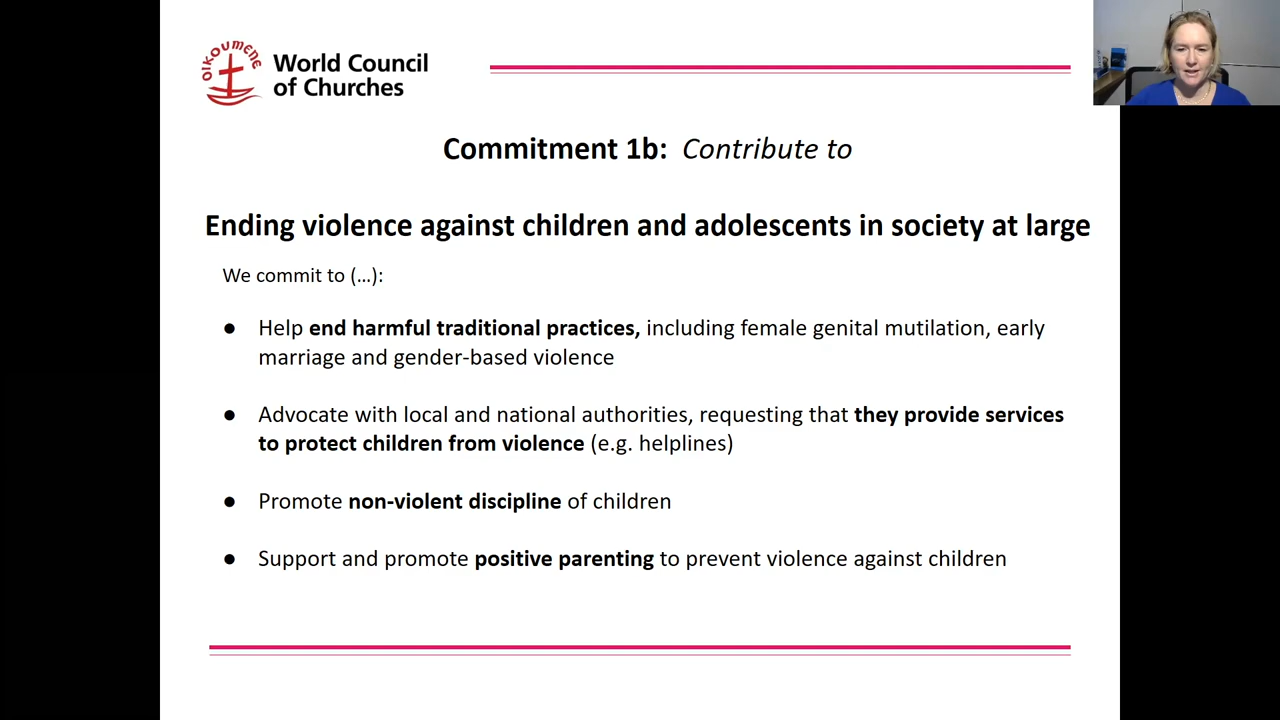 OIKOUMENE
World Council
of Churches
Commitment 1b: Contribute to
Ending violence against children and adolescents in society at large
We commit to (...):
● Help end harmful traditional practices, including female genital mutilation, early
marriage and gender-based violence
● Advocate with local and national authorities, requesting that they provide services
to protect children from violence (e.g. helplines)
● Promote non-violent discipline of children
● Support and promote positive parenting to prevent violence against children